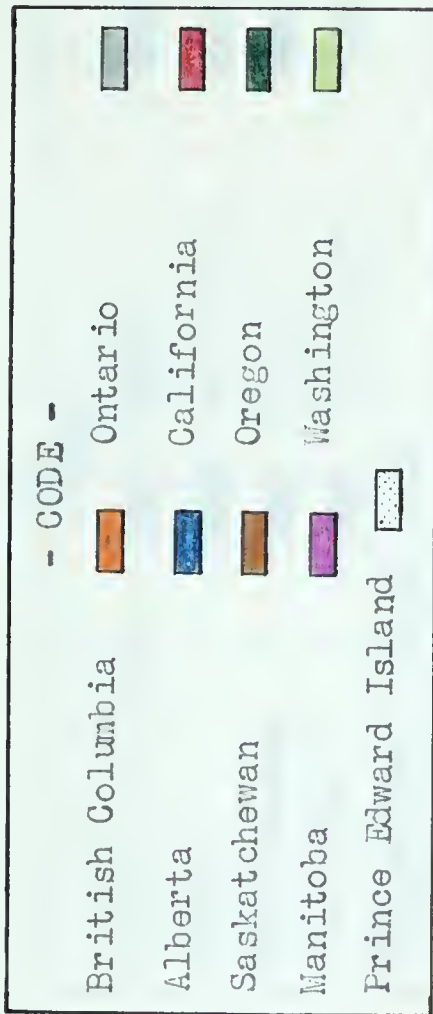 - CODE -
British Columbia Ontario
Alberta California
Saskatchewan Oregon
Manitoba Washington
Prince Edward Island